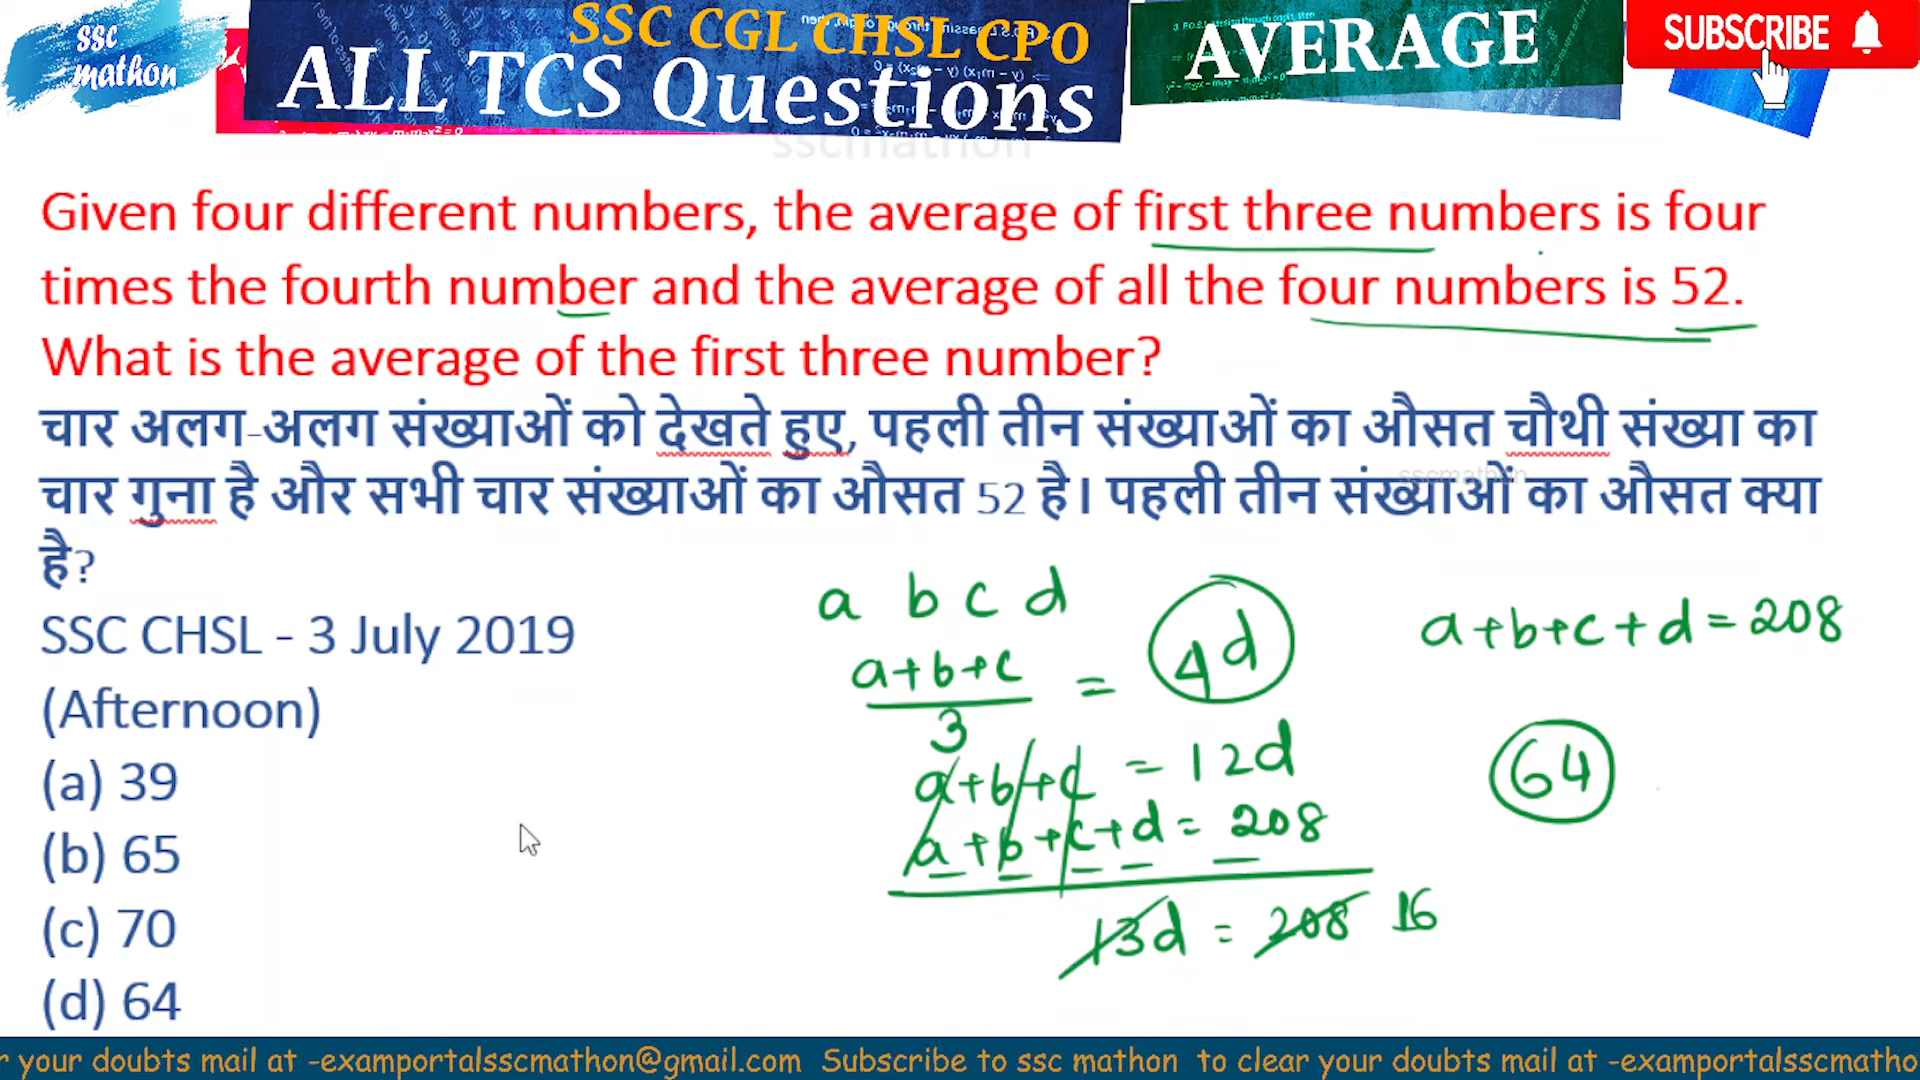 ssc
mathon
SSC CGL CHSL CPO
ALL TCS Questions
AVERAGE
SUBSCRIBE
sscmathon
Given four different numbers, the average of first three numbers is four
times the fourth number and the average of all the four numbers is 52.
What is the average of the first three number?
चार अलग-अलग संख्याओं को देखते हुए, पहली तीन संख्याओं का औसत चौथी संख्या का
चार गुना है और सभी चार संख्याओं का औसत 52 है। पहली तीन संख्याओं का औसत क्या
है?
sscmathon
SSC CHSL - 3 July 2019
(Afternoon)
(a) 39
(b) 65
(c) 70
(d) 64
a b c d
a+b+c
3
= 4d
a+b+c = 12d
a+b+c+d = 208
13d = 208 16
a+b+c+d=208
64
r your doubts mail at -examportalsscmathon@gmail.com Subscribe to ssc mathon to clear your doubts mail at -examportalsscmatho